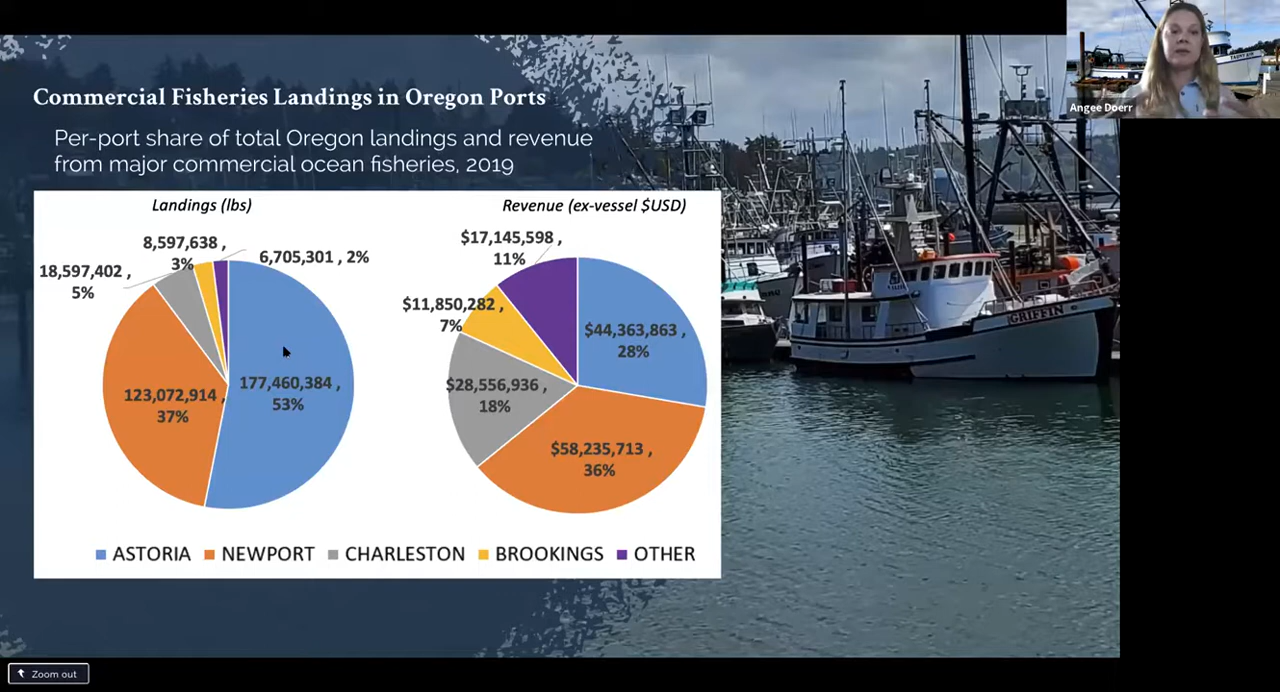 Commercial Fisheries Landings in Oregon Ports
Per-port share of total Oregon landings and revenue
from major commercial ocean fisheries, 2019
Landings (lbs)
8,597,638 ,
3%
6,705,301 , 2%
18,597,402 ,
5%
123,072,914 ,
37%
177,460,384 ,
53%
Revenue (ex-vessel $USD)
$17,145,598 ,
11%
$11,850,282 ,
7%
$44,363,863 ,
28%
$28,556,936 ,
18%
$58,235,713 ,
36%
ASTORIA NEWPORT CHARLESTON BROOKINGS OTHER
GRIFFIN
Angee Doerr
Zoom out